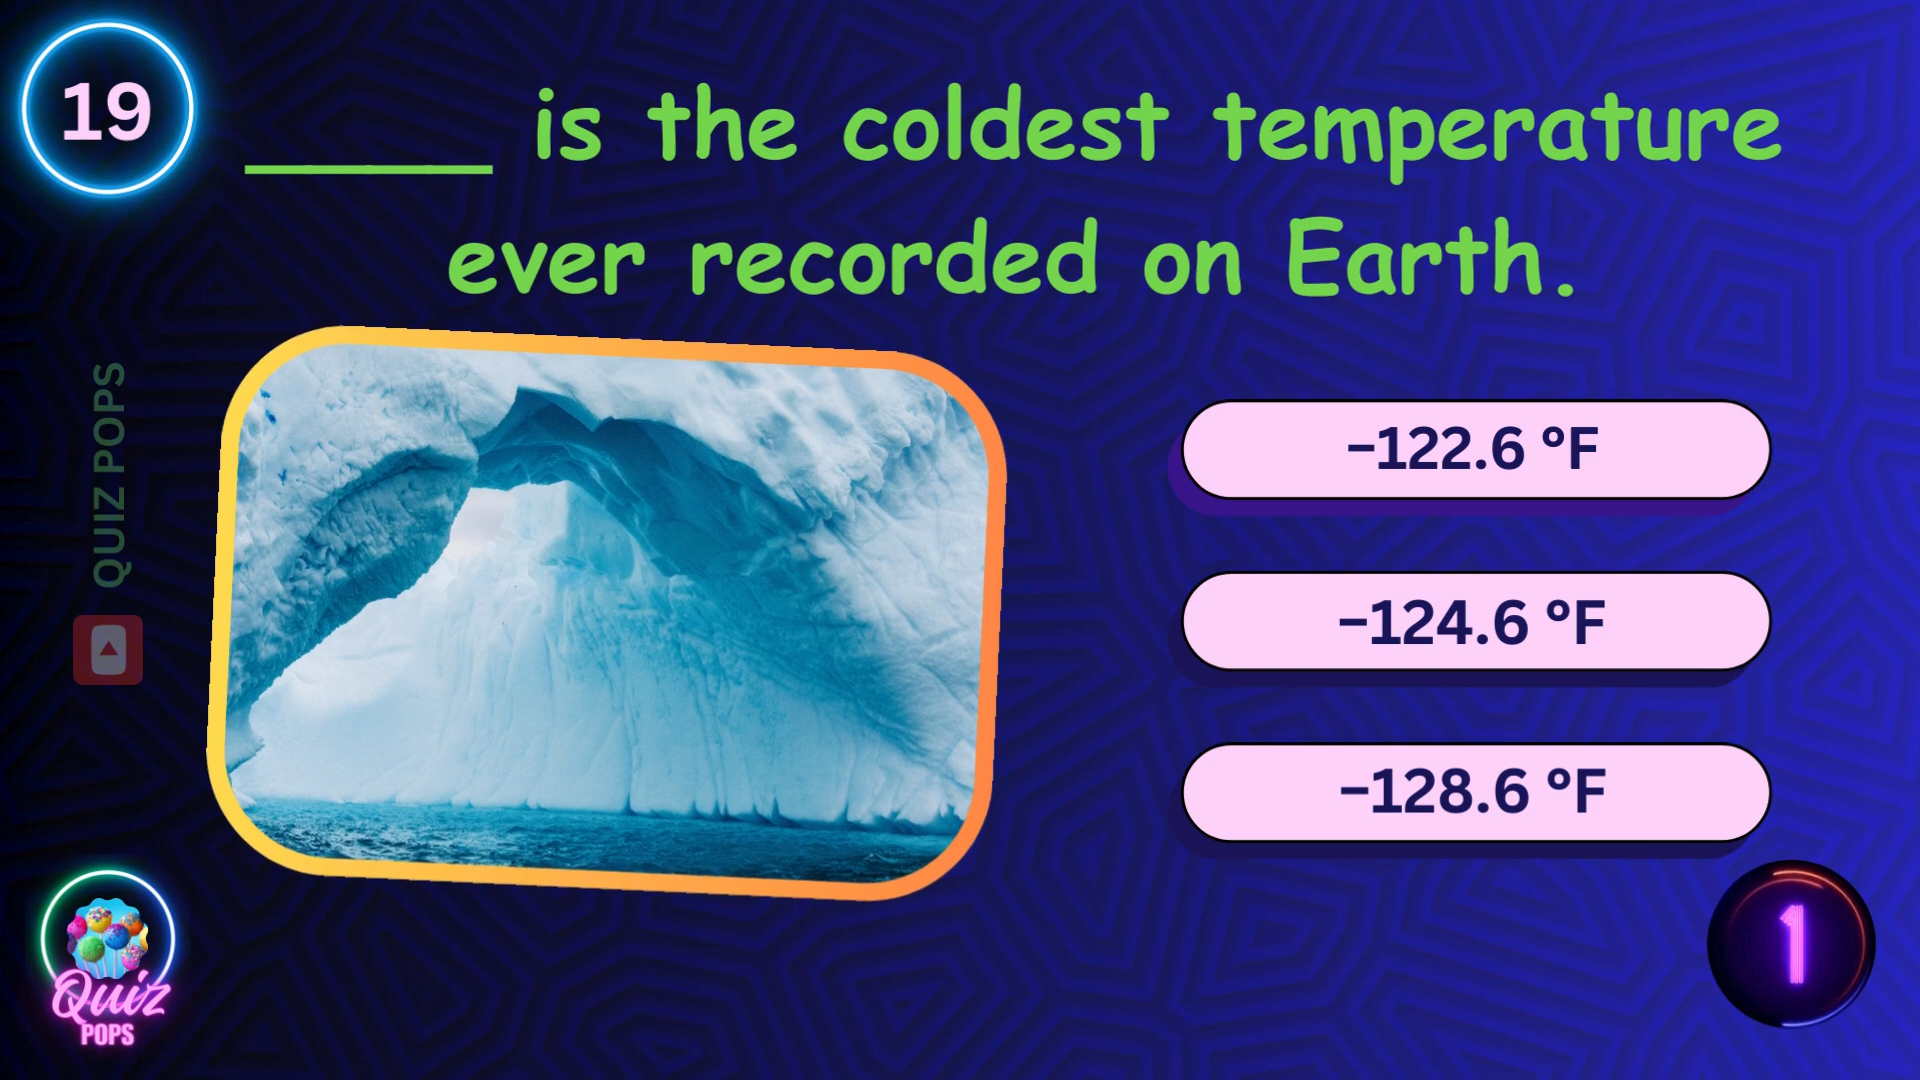 19
_____ is the coldest temperature
ever recorded on Earth.
QUIZ POPS
−122.6 °F
−124.6 °F
−128.6 °F
Quiz
POPS
1